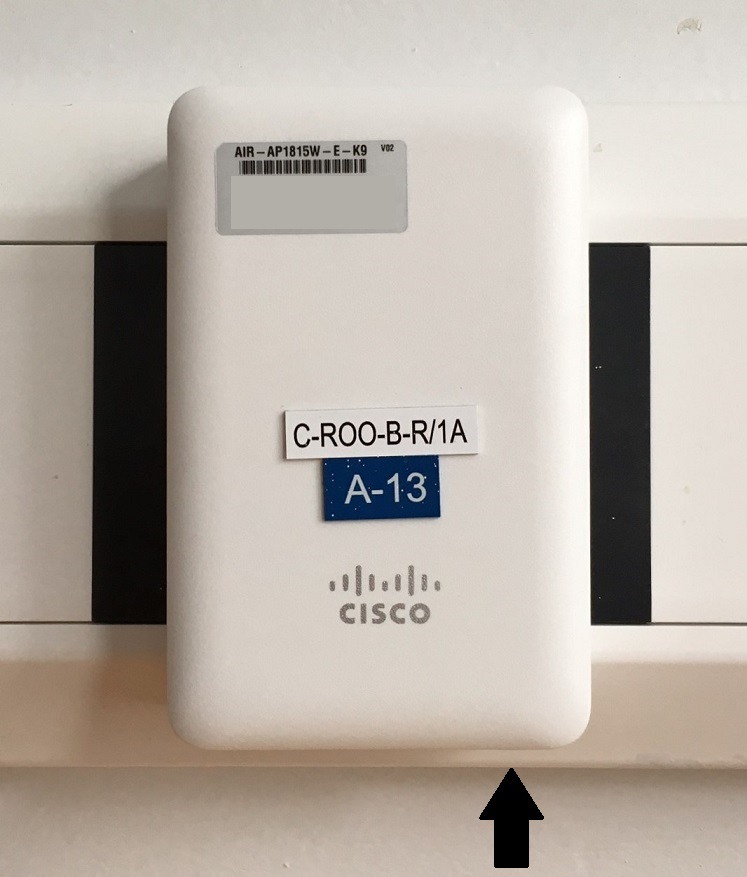 AIR-AP1815W-E-K9 V02
C-ROO-B-R/1A
A-13
CISCO